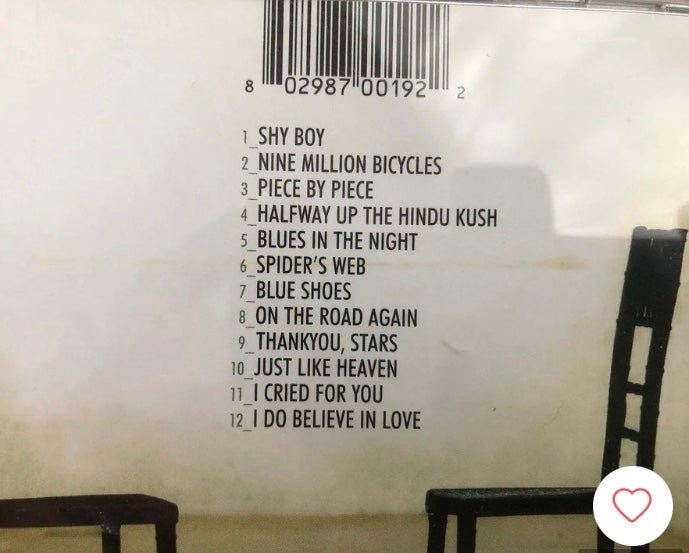 8 02987 00192 2
1_SHY BOY
2_NINE MILLION BICYCLES
3_PIECE BY PIECE
4_HALFWAY UP THE HINDU KUSH
5_BLUES IN THE NIGHT
6_SPIDER'S WEB
7_BLUE SHOES
8_ON THE ROAD AGAIN
9_THANKYOU, STARS
10_JUST LIKE HEAVEN
11_I CRIED FOR YOU
12_I DO BELIEVE IN LOVE